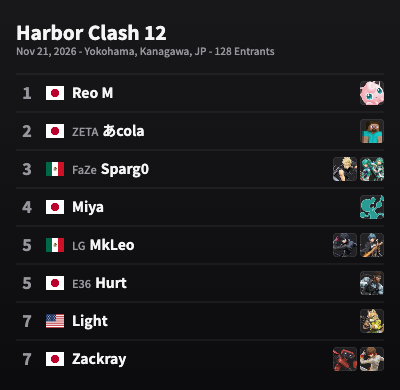 Harbor Clash 12
Nov 21, 2026 - Yokohama, Kanagawa, JP - 128 Entrants
1 Reo M
2 ZETA あcola
3 FaZe Sparg0
4 Miya
5 LG MkLeo
5 E36 Hurt
7 Light
7 Zackray